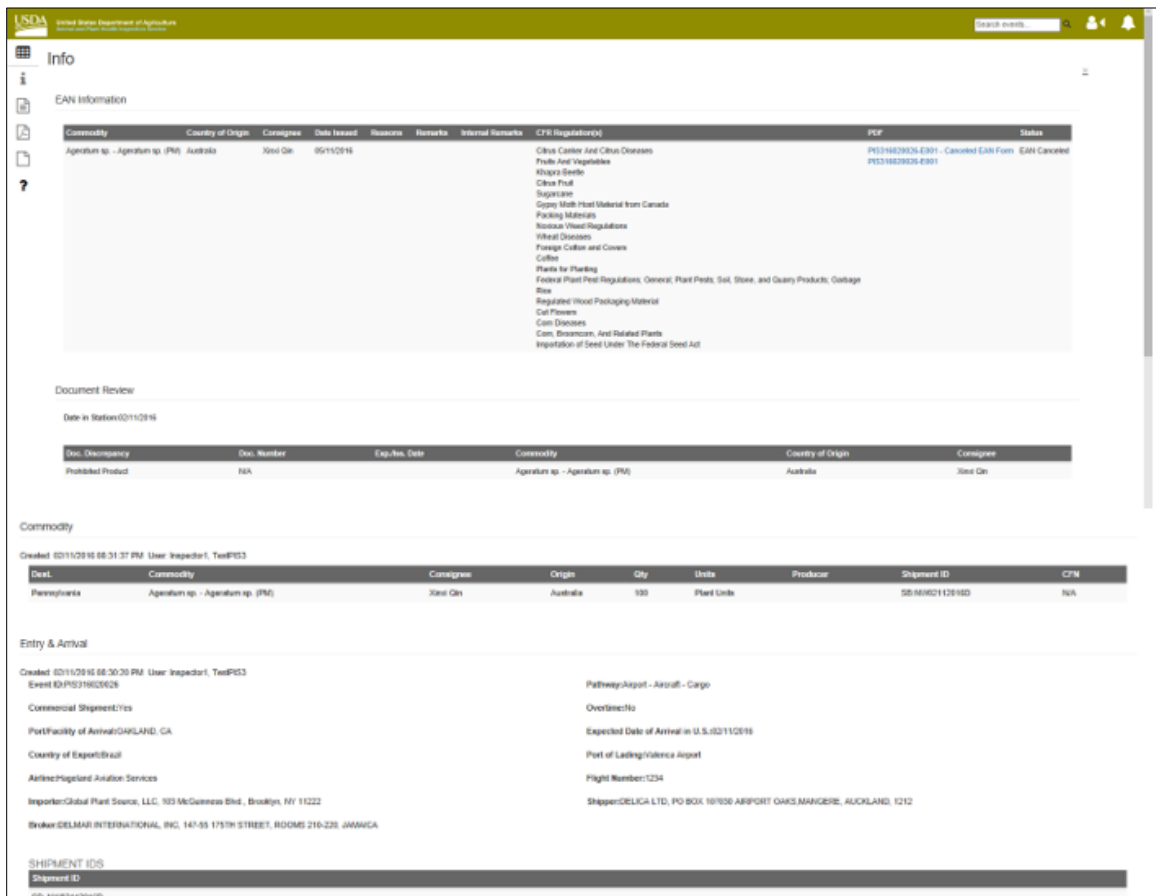 USDA United States Department of Agriculture
Animal and Plant Health Inspection Service
Search events...
Info
EAN Information
Commodity Country of Origin Consignee Date Issued Reasons Remarks Internal Remarks CFR Regulation(s) PDF Status
Ageratum sp. - Ageratum sp. (PM) Australia Xinxi Qin 05/11/2016 Citrus Canker And Citrus Diseases PIS316020026-E001 - Canceled EAN Form EAN Canceled
Fruits And Vegetables PIS316020026-E001
Khapra Beetle
Citrus Fruit
Sugarcane
Gypsy Moth Host Material from Canada
Packing Materials
Noxious Weed Regulations
Wheat Diseases
Foreign Cotton and Covers
Coffee
Plants for Planting
Federal Plant Pest Regulations; General; Plant Pests; Soil, Stone, and Quarry Products; Garbage
Rice
Regulated Wood Packaging Material
Cut Flowers
Corn Diseases
Corn, Broomcorn, And Related Plants
Importation of Seed Under The Federal Seed Act
Document Review
Date in Station:02/11/2016
Doc. Discrepancy Doc. Number Exp./Iss. Date Commodity Country of Origin Consignee
Prohibited Product N/A Ageratum sp. - Ageratum sp. (PM) Australia Xinxi Qin
Commodity
Created: 02/11/2016 08:31:37 PM User: Inspector1, TestPIS3
Dest. Commodity Consignee Origin Qty Units Producer Shipment ID CFN
Pennsylvania Ageratum sp. - Ageratum sp. (PM) Xinxi Qin Australia 100 Plant Units N/A
Entry & Arrival
Created: 02/11/2016 08:30:20 PM User: Inspector1, TestPIS3
Event ID:PIS316020026 Pathway:Airport - Aircraft - Cargo
Commercial Shipment:Yes Overtime:No
Port/Facility of Arrival:OAKLAND, CA Expected Date of Arrival in U.S.:02/11/2016
Country of Export:Brazil Port of Lading:Valenca Airport
Airline:Hageland Aviation Services Flight Number:1234
Importer:Global Plant Source, LLC, 103 McGuinness Blvd., Brooklyn, NY 11222 Shipper:DELICA LTD, PO BOX 107030 AIRPORT OAKS,MANGERE, AUCKLAND, 1212
Broker:DELMAR INTERNATIONAL, INC, 147-55 175TH STREET, ROOMS 210-220, JAMAICA
SHIPMENT IDS
Shipment ID